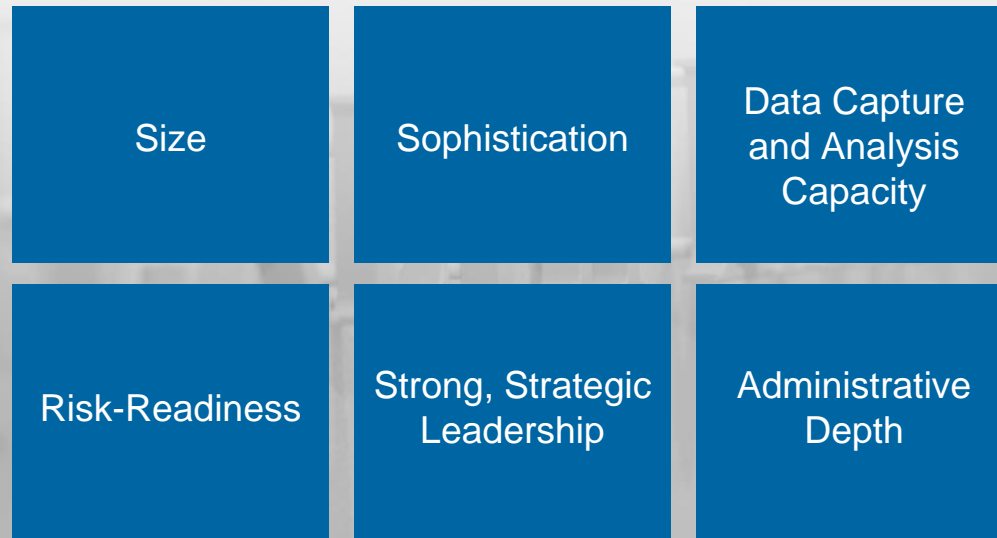 Size
Sophistication
Data Capture
and Analysis
Capacity
Risk-Readiness
Strong, Strategic
Leadership
Administrative
Depth